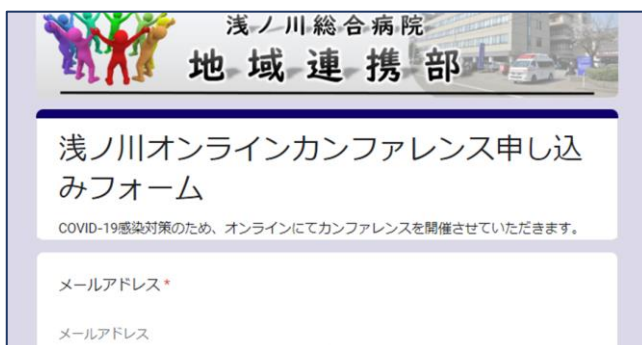 浅ノ川総合病院
地域連携部
浅ノ川オンラインカンファレンス申し込
みフォーム
COVID-19感染対策のため、オンラインにてカンファレンスを開催させていただきます。
メールアドレス *
メールアドレス